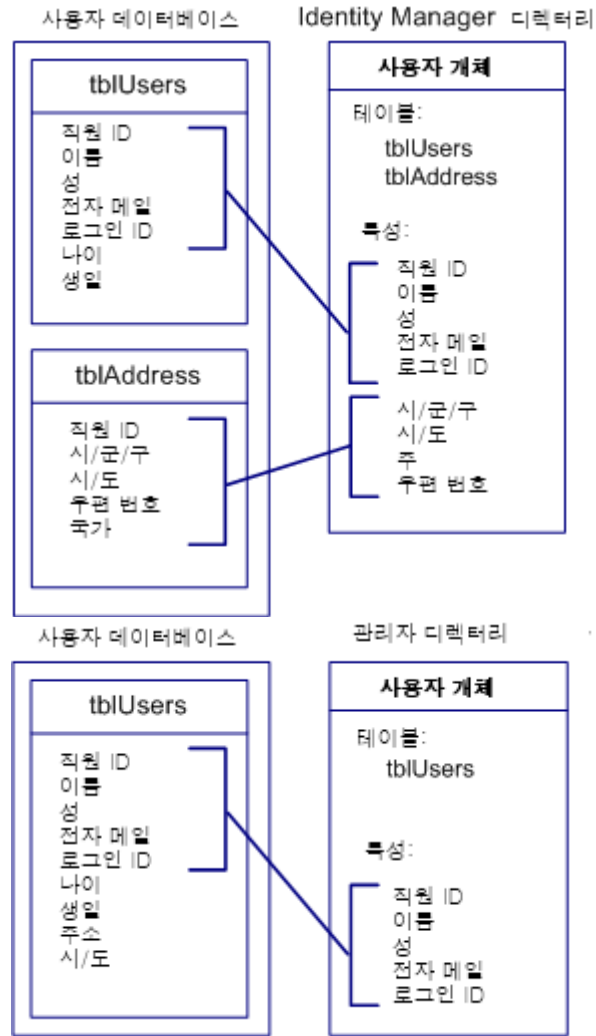 사용자 데이터베이스
Identity Manager 디렉터리
tblUsers
직원 ID
이름
성
전자 메일
로그인 ID
나이
생일
tblAddress
직원 ID
시/군/구
시/도
우편 번호
국가
사용자 개체
테이블:
tblUsers
tblAddress
특성:
직원 ID
이름
성
전자 메일
로그인 ID
시/군/구
시/도
주
우편 번호
사용자 데이터베이스
관리자 디렉터리
tblUsers
직원 ID
이름
성
전자 메일
로그인 ID
나이
생일
주소
시/도
사용자 개체
테이블:
tblUsers
특성:
직원 ID
이름
성
전자 메일
로그인 ID